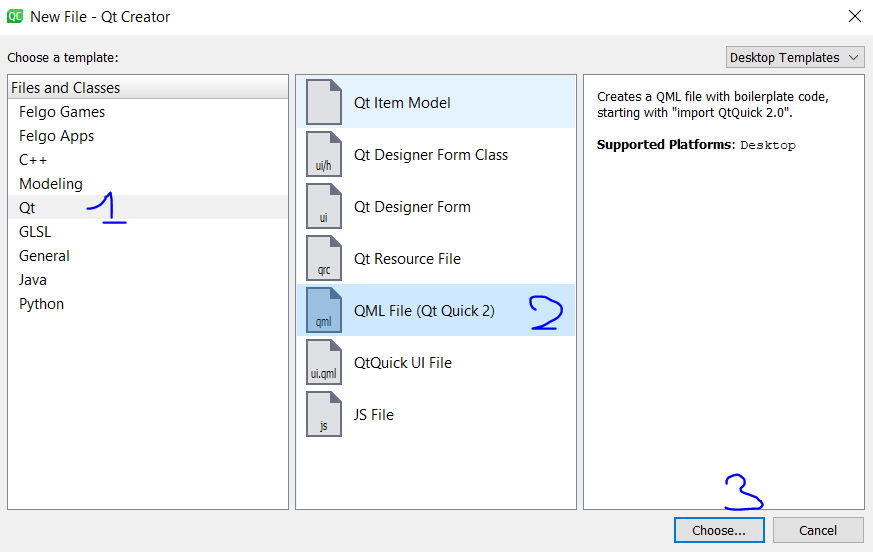 QC New File - Qt Creator
Choose a template:
Desktop Templates
Files and Classes
Felgo Games
Felgo Apps
C++
Modeling
Qt 1
GLSL
General
Java
Python
Qt Item Model
ui/h Qt Designer Form Class
ui Qt Designer Form
qrc Qt Resource File
qml QML File (Qt Quick 2) 2
ui.qml QtQuick UI File
js JS File
Creates a QML file with boilerplate code,
starting with "import QtQuick 2.0".
Supported Platforms: Desktop
3
Choose... Cancel